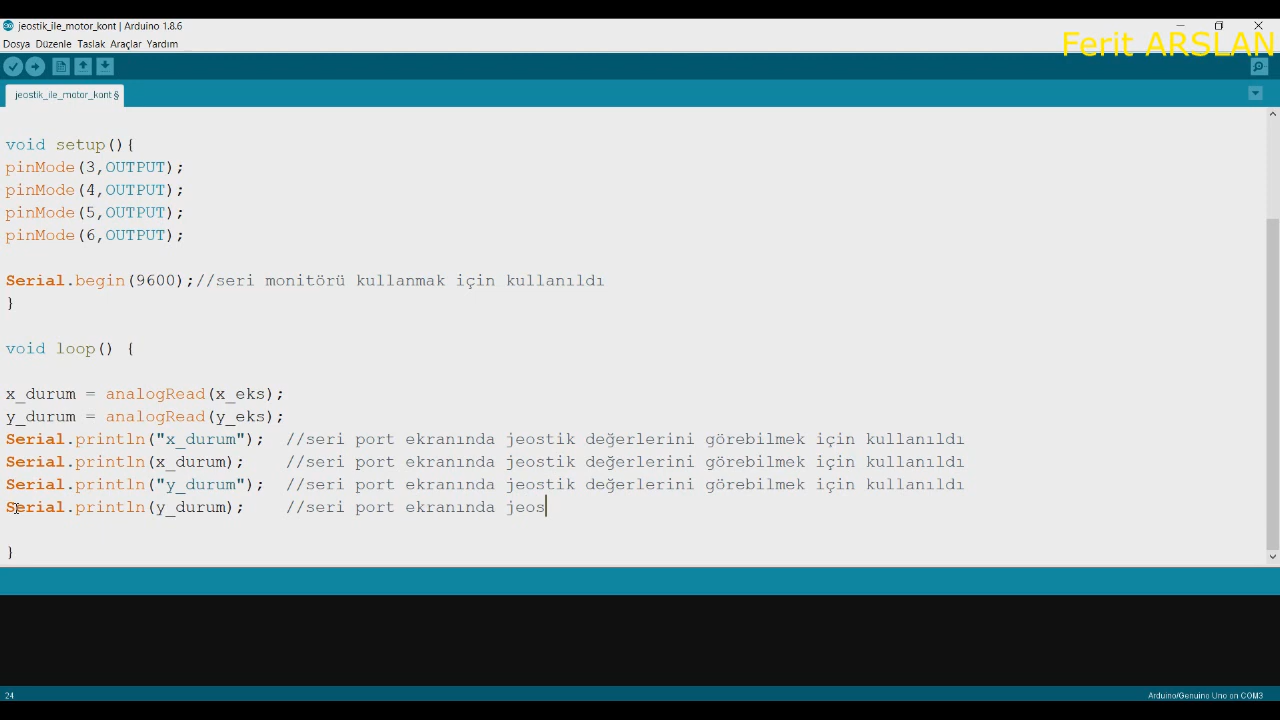 jeostik_ile_motor_kont | Arduino 1.8.6
Dosya Düzenle Taslak Araçlar Yardım
Ferit ARSLAN
jeostik_ile_motor_kont §
void setup(){
pinMode(3,OUTPUT);
pinMode(4,OUTPUT);
pinMode(5,OUTPUT);
pinMode(6,OUTPUT);
Serial.begin(9600);//seri monitörü kullanmak için kullanıldı
}
void loop() {
x_durum = analogRead(x_eks);
y_durum = analogRead(y_eks);
Serial.println("x_durum");  //seri port ekranında jeostik değerlerini görebilmek için kullanıldı
Serial.println(x_durum);    //seri port ekranında jeostik değerlerini görebilmek için kullanıldı
Serial.println("y_durum");  //seri port ekranında jeostik değerlerini görebilmek için kullanıldı
Serial.println(y_durum);    //seri port ekranında jeos
}
24
Arduino/Genuino Uno on COM3